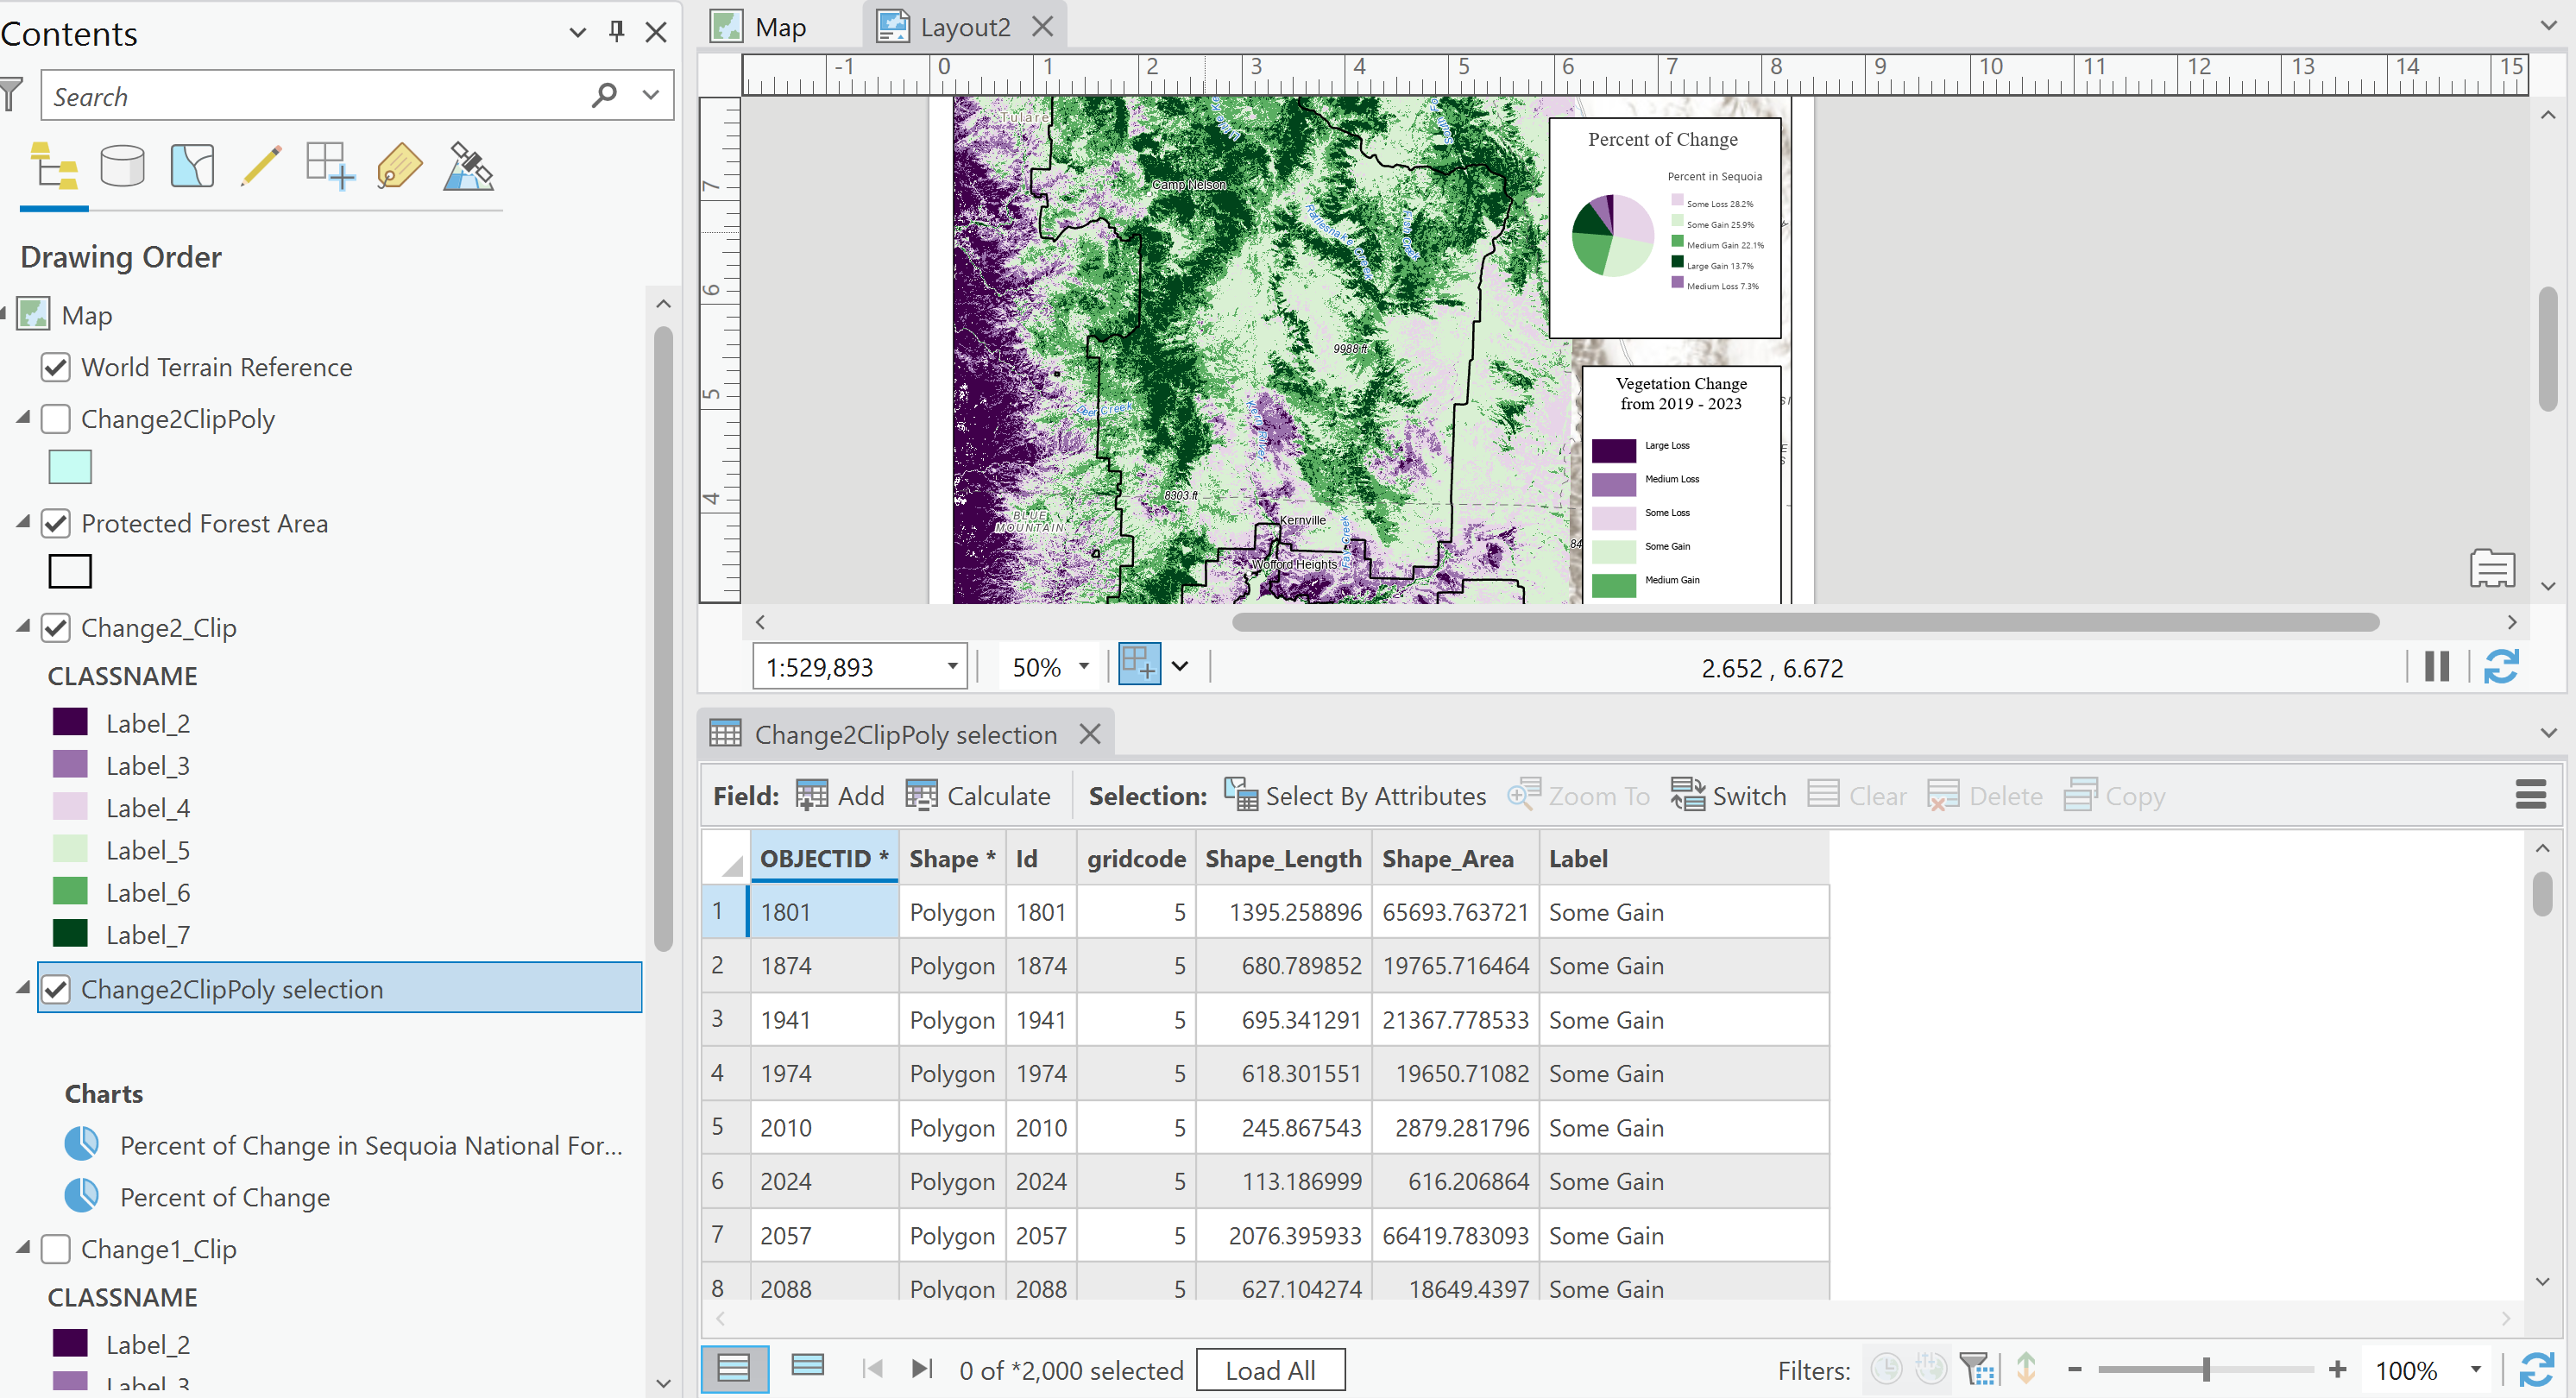 Contents
Search
Drawing Order
Map
World Terrain Reference
Change2ClipPoly
Protected Forest Area
Change2_Clip
CLASSNAME
Label_2
Label_3
Label_4
Label_5
Label_6
Label_7
Change2ClipPoly selection
Charts
Percent of Change in Sequoia National For...
Percent of Change
Change1_Clip
CLASSNAME
Label_2
Label_3
Map
Layout2
-1 0 1 2 3 4 5 6 7 8 9 10 11 12 13 14 15
7
6
5
4
Tulare
Little
Camp Nelson
Rattlesnake Creek
Fish Creek
9988 ft
Deer Creek
Kern River
8303 ft
BLUE
MOUNTAIN
Kernville
Fay Creek
Wofford Heights
84
Percent of Change
Percent in Sequoia
Some Loss 28.2%
Some Gain 25.9%
Medium Gain 22.1%
Large Gain 13.7%
Medium Loss 7.3%
Vegetation Change
from 2019 - 2023
Large Loss
Medium Loss
Some Loss
Some Gain
Medium Gain
1:529,893
50%
2.652 , 6.672
Change2ClipPoly selection
Field: Add Calculate Selection: Select By Attributes Zoom To Switch Clear Delete Copy
OBJECTID * Shape * Id gridcode Shape_Length Shape_Area Label
1 1801 Polygon 1801 5 1395.258896 65693.763721 Some Gain
2 1874 Polygon 1874 5 680.789852 19765.716464 Some Gain
3 1941 Polygon 1941 5 695.341291 21367.778533 Some Gain
4 1974 Polygon 1974 5 618.301551 19650.71082 Some Gain
5 2010 Polygon 2010 5 245.867543 2879.281796 Some Gain
6 2024 Polygon 2024 5 113.186999 616.206864 Some Gain
7 2057 Polygon 2057 5 2076.395933 66419.783093 Some Gain
8 2088 Polygon 2088 5 627.104274 18649.4397 Some Gain
0 of *2,000 selected
Load All
Filters:
100%